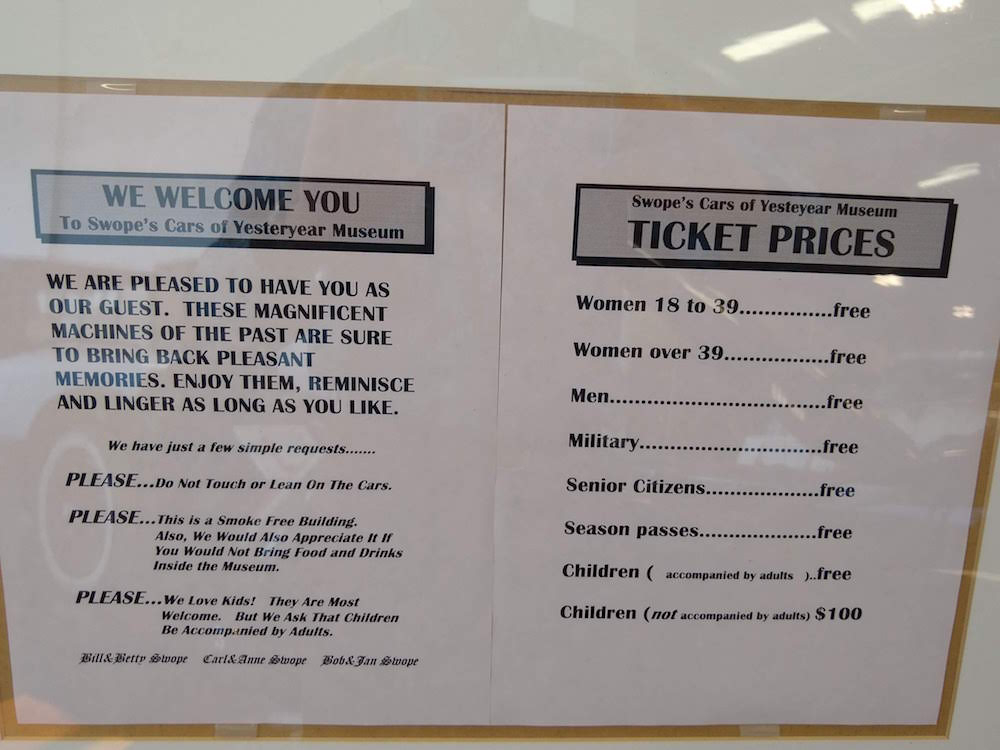 WE WELCOME YOU
To Swope's Cars of Yesteryear Museum
WE ARE PLEASED TO HAVE YOU AS
OUR GUEST. THESE MAGNIFICENT
MACHINES OF THE PAST ARE SURE
TO BRING BACK PLEASANT
MEMORIES. ENJOY THEM, REMINISCE
AND LINGER AS LONG AS YOU LIKE.
We have just a few simple requests.......
PLEASE...Do Not Touch or Lean On The Cars.
PLEASE...This is a Smoke Free Building.
Also, We Would Also Appreciate It If
You Would Not Bring Food and Drinks
Inside the Museum.
PLEASE...We Love Kids! They Are Most
Welcome. But We Ask That Children
Be Accompanied by Adults.
Bill&Betty Swope Carl&Anne Swope Bob&Jan Swope
Swope's Cars of Yesteyear Museum
TICKET PRICES
Women 18 to 39...............free
Women over 39.................free
Men...................................free
Military.............................free
Senior Citizens..................free
Season passes...................free
Children ( accompanied by adults )..free
Children (not accompanied by adults) $100